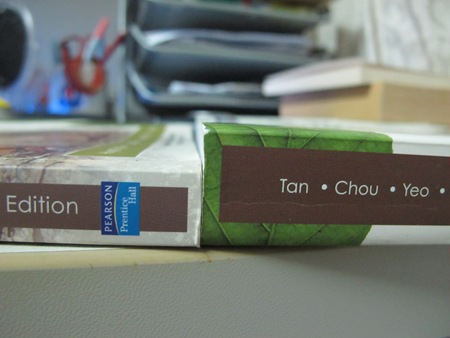 Edition
PEARSON
Prentice
Hall
Tan • Chou • Yeo •